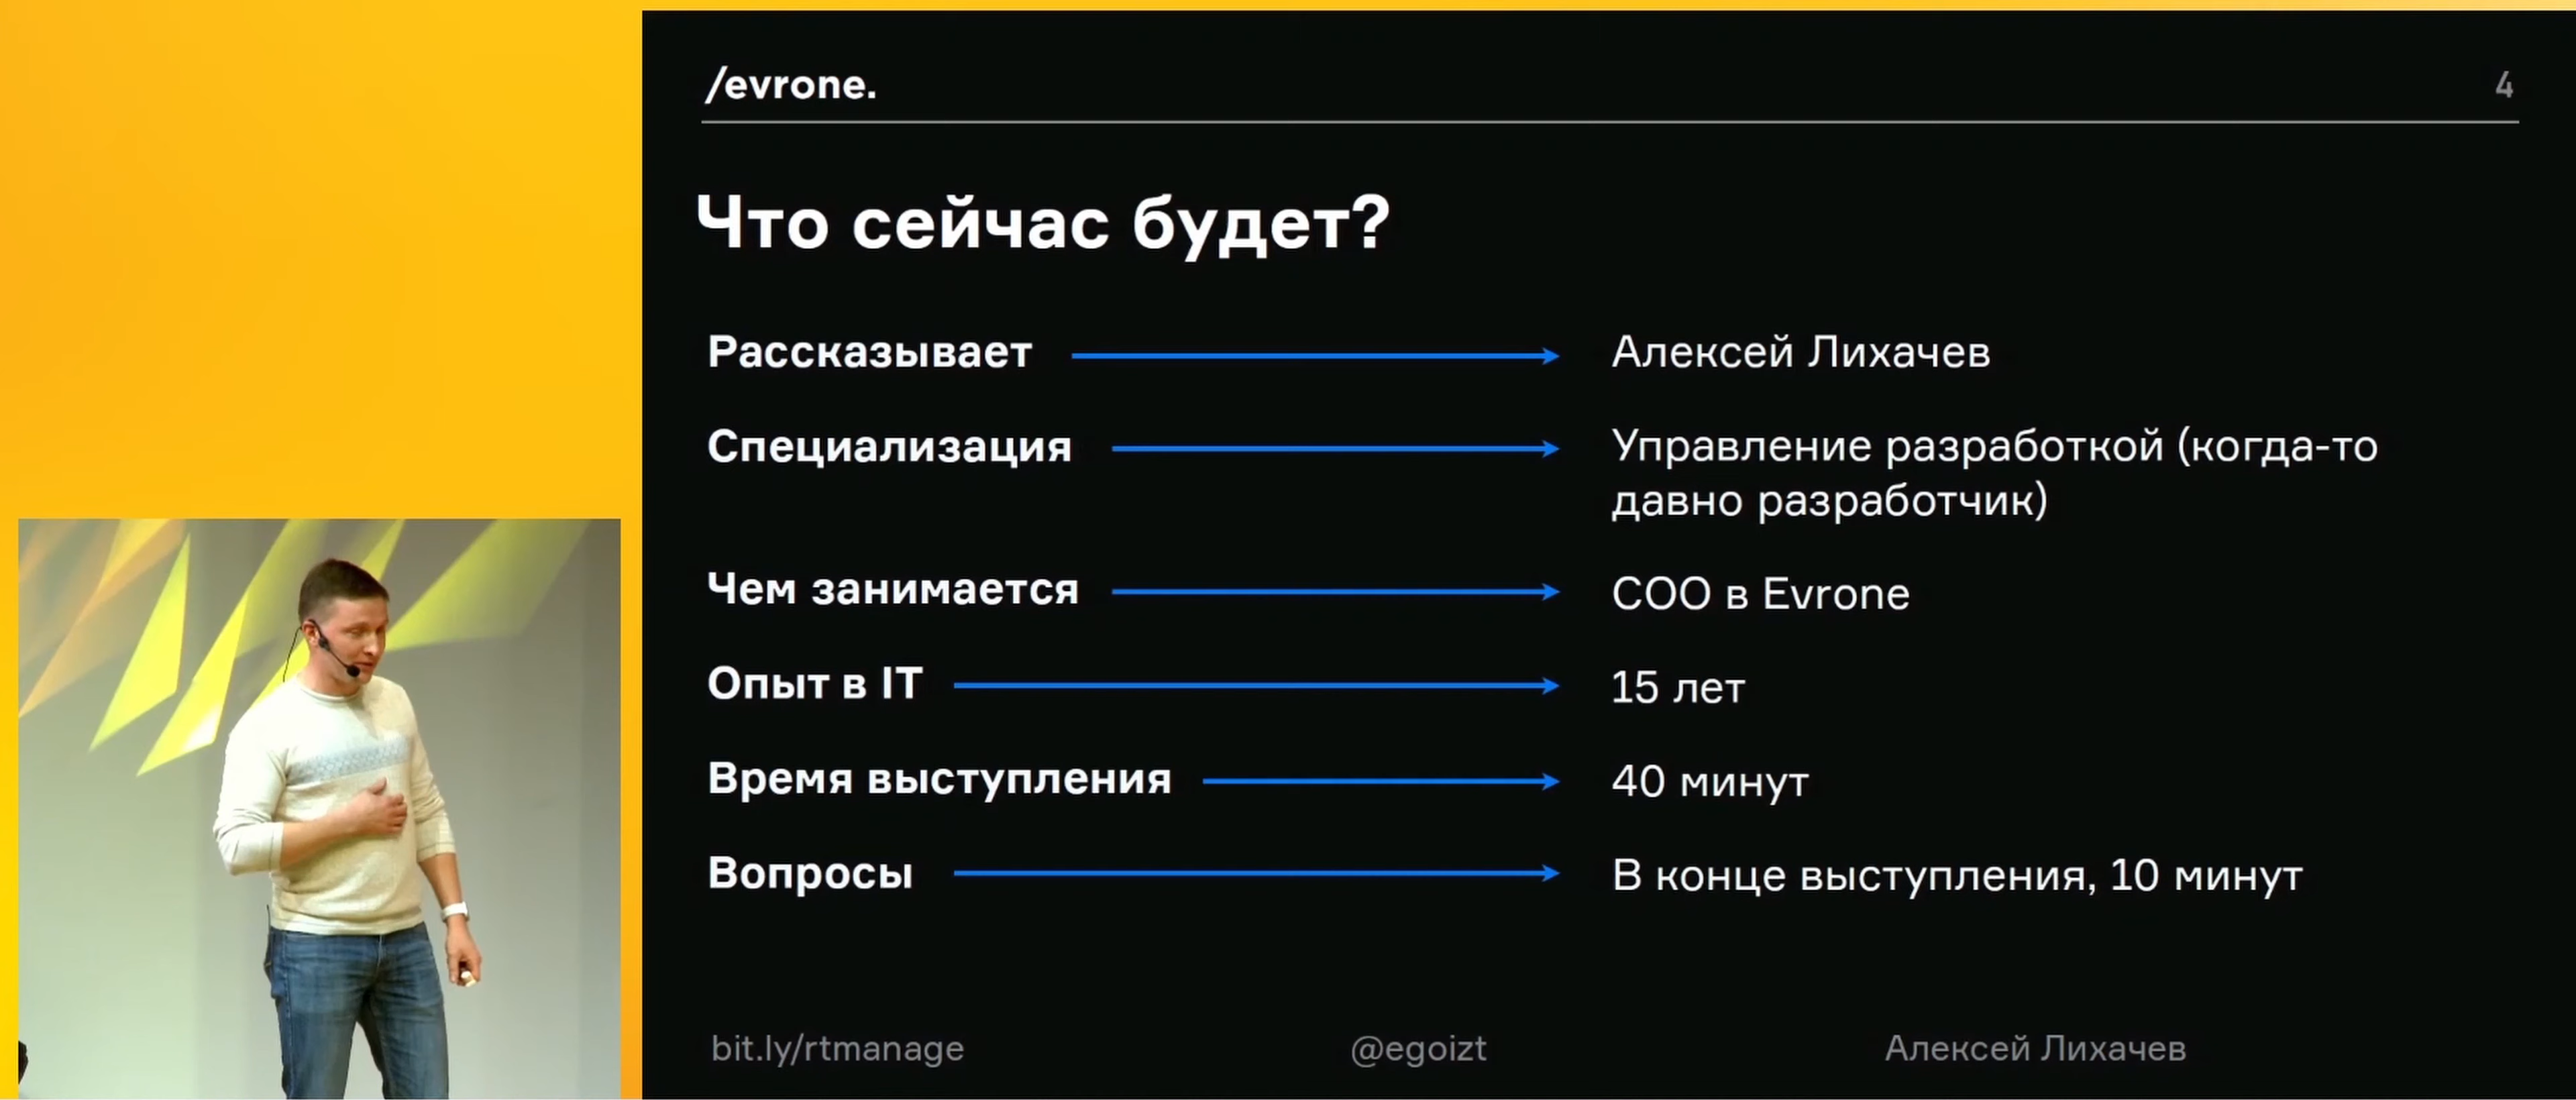 /evrone.
4
Что сейчас будет?
Рассказывает
Алексей Лихачев
Специализация
Управление разработкой (когда-то
давно разработчик)
Чем занимается
COO в Evrone
Опыт в IT
15 лет
Время выступления
40 минут
Вопросы
В конце выступления, 10 минут
bit.ly/rtmanage
@egoizt
Алексей Лихачев